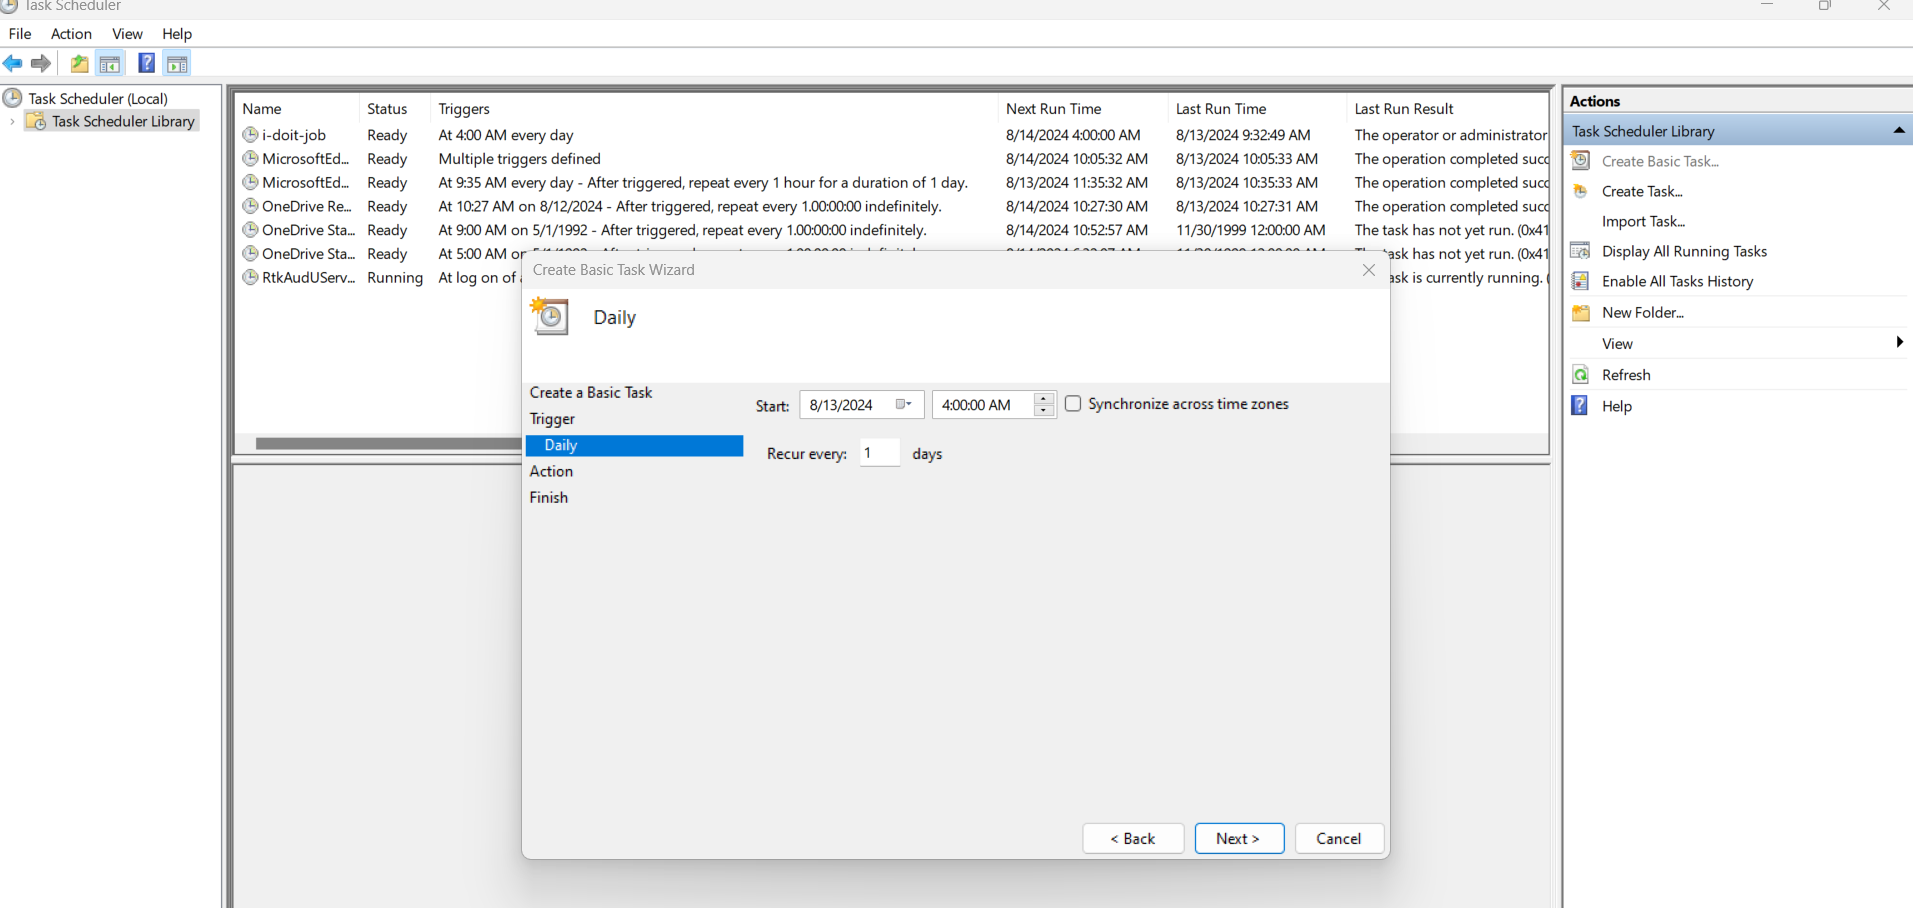 Task Scheduler
File Action View Help
Task Scheduler (Local)
Task Scheduler Library
Name Status Triggers Next Run Time Last Run Time Last Run Result
i-doit-job Ready At 4:00 AM every day 8/14/2024 4:00:00 AM 8/13/2024 9:32:49 AM The operator or administrator
MicrosoftEd... Ready Multiple triggers defined 8/14/2024 10:05:32 AM 8/13/2024 10:05:33 AM The operation completed succ
MicrosoftEd... Ready At 9:35 AM every day - After triggered, repeat every 1 hour for a duration of 1 day. 8/13/2024 11:35:32 AM 8/13/2024 10:35:33 AM The operation completed succ
OneDrive Re... Ready At 10:27 AM on 8/12/2024 - After triggered, repeat every 1.00:00:00 indefinitely. 8/14/2024 10:27:30 AM 8/13/2024 10:27:31 AM The operation completed succ
OneDrive Sta... Ready At 9:00 AM on 5/1/1992 - After triggered, repeat every 1.00:00:00 indefinitely. 8/14/2024 10:52:57 AM 11/30/1999 12:00:00 AM The task has not yet run. (0x41
OneDrive Sta... Ready At 5:00 AM or ask has not yet run. (0x41
RtkAudUServ... Running At log on of ask is currently running. (
Create Basic Task Wizard
Daily
Create a Basic Task
Trigger
Daily
Action
Finish
Start: 8/13/2024 4:00:00 AM Synchronize across time zones
Recur every: 1 days
< Back Next > Cancel
Actions
Task Scheduler Library
Create Basic Task...
Create Task...
Import Task...
Display All Running Tasks
Enable All Tasks History
New Folder...
View
Refresh
Help